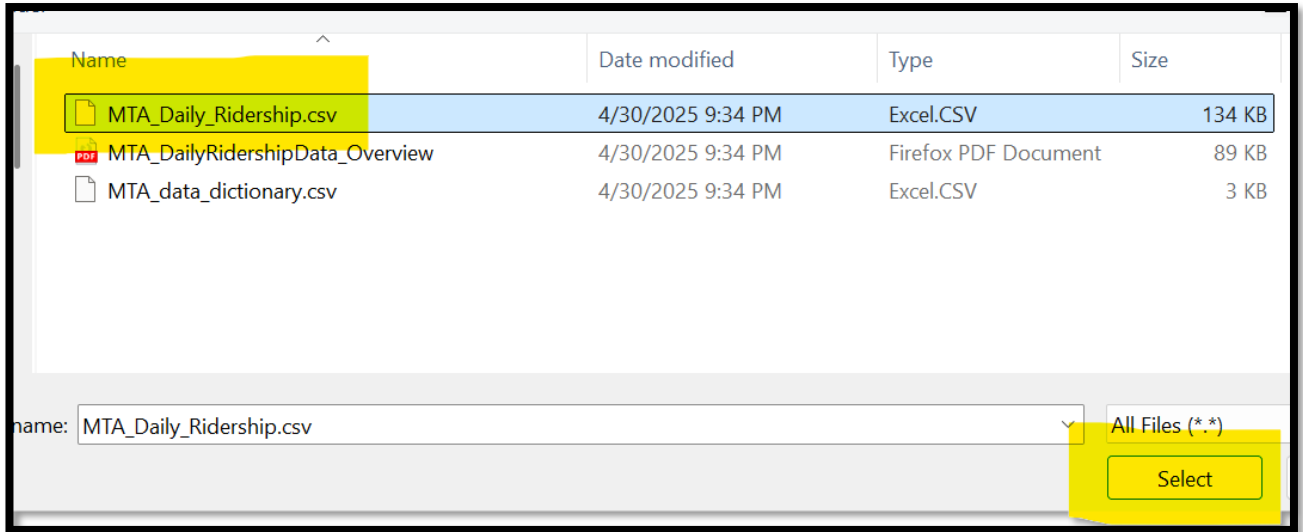 Name Date modified Type Size
MTA_Daily_Ridership.csv 4/30/2025 9:34 PM Excel.CSV 134 KB
PDF MTA_DailyRidershipData_Overview 4/30/2025 9:34 PM Firefox PDF Document 89 KB
MTA_data_dictionary.csv 4/30/2025 9:34 PM Excel.CSV 3 KB
name: MTA_Daily_Ridership.csv All Files (*.*)
Select